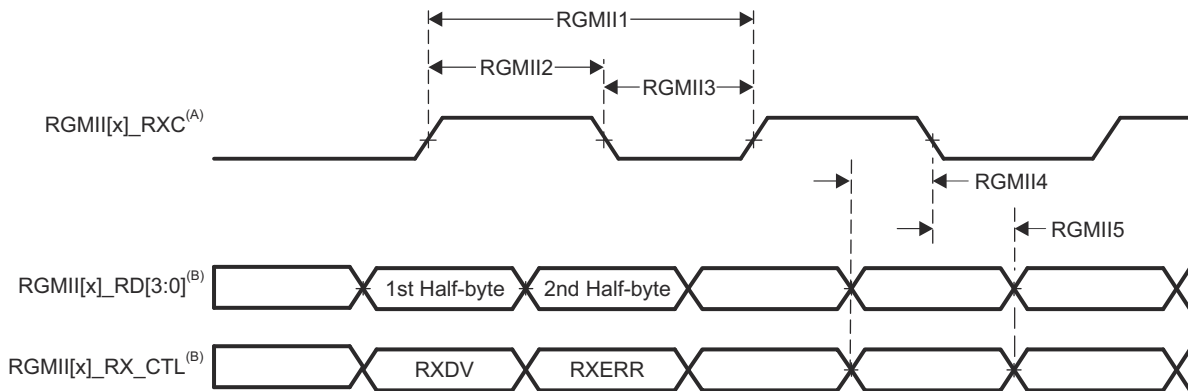 RGMII1
RGMII2
RGMII3
RGMII[x]_RXC(A)
RGMII4
RGMII5
RGMII[x]_RD[3:0](B)
1st Half-byte
2nd Half-byte
RGMII[x]_RX_CTL(B)
RXDV
RXERR